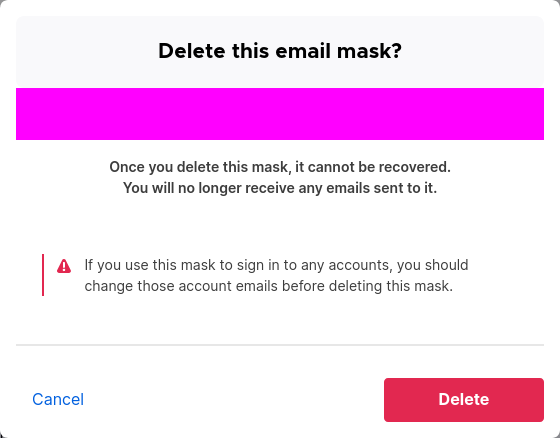 Delete this email mask?
Once you delete this mask, it cannot be recovered.
You will no longer receive any emails sent to it.
If you use this mask to sign in to any accounts, you should
change those account emails before deleting this mask.
Cancel
Delete